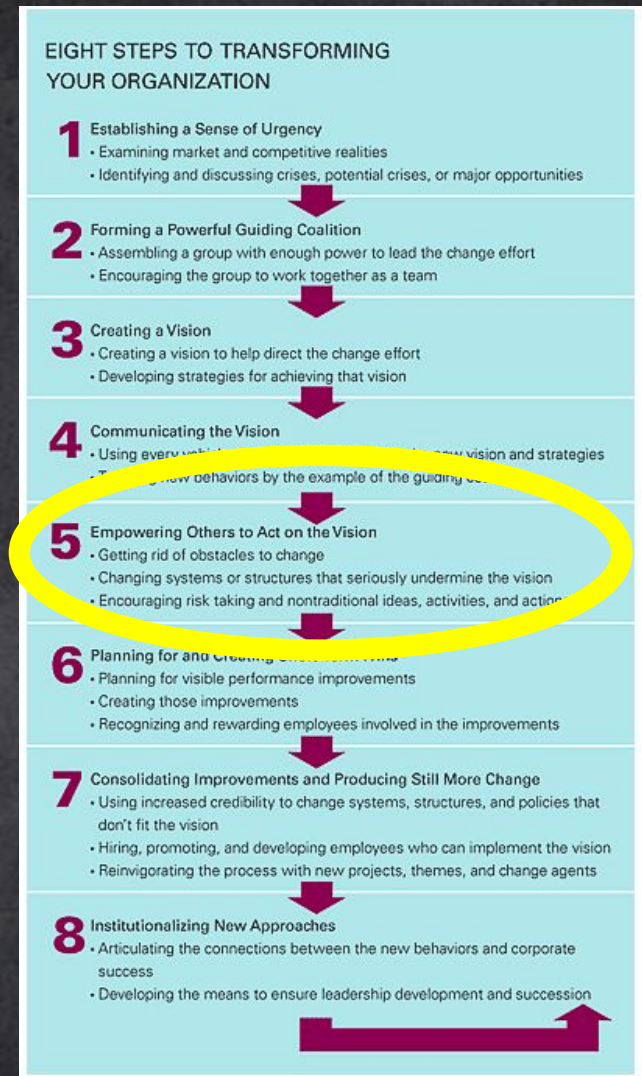 EIGHT STEPS TO TRANSFORMING
YOUR ORGANIZATION
1 Establishing a Sense of Urgency
• Examining market and competitive realities
• Identifying and discussing crises, potential crises, or major opportunities
2 Forming a Powerful Guiding Coalition
• Assembling a group with enough power to lead the change effort
• Encouraging the group to work together as a team
3 Creating a Vision
• Creating a vision to help direct the change effort
• Developing strategies for achieving that vision
4 Communicating the Vision
• Using every vision and strategies
• new behaviors by the example of the guiding
5 Empowering Others to Act on the Vision
• Getting rid of obstacles to change
• Changing systems or structures that seriously undermine the vision
• Encouraging risk taking and nontraditional ideas, activities, and
6 Planning for and
• Planning for visible performance improvements
• Creating those improvements
• Recognizing and rewarding employees involved in the improvements
7 Consolidating Improvements and Producing Still More Change
• Using increased credibility to change systems, structures, and policies that
don't fit the vision
• Hiring, promoting, and developing employees who can implement the vision
• Reinvigorating the process with new projects, themes, and change agents
8 Institutionalizing New Approaches
• Articulating the connections between the new behaviors and corporate
success
• Developing the means to ensure leadership development and succession